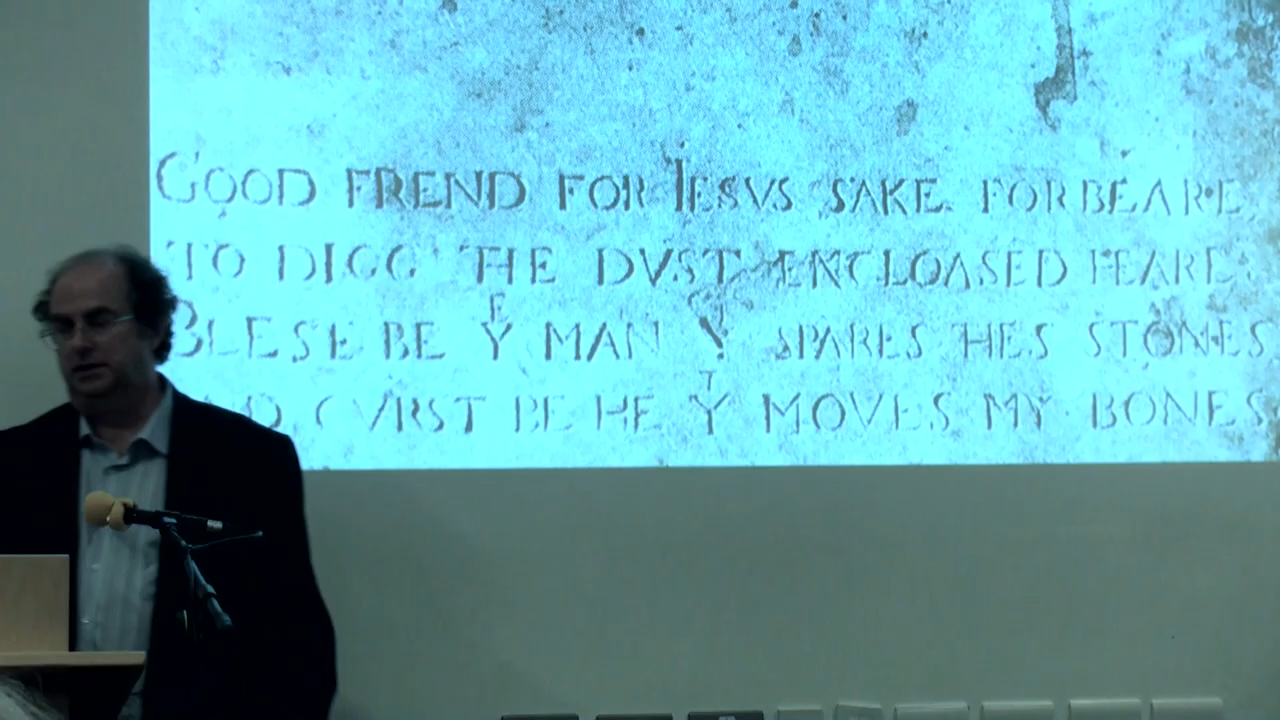 GOOD FREND FOR IESVS SAKE FORBEARE,
TO DIGG THE DVST ENCLOASED HEARE:
BLESE BE Yᴱ MAN Yᵀ SPARES THES STONES
CVRST BE HE Yᵀ MOVES MY BONES